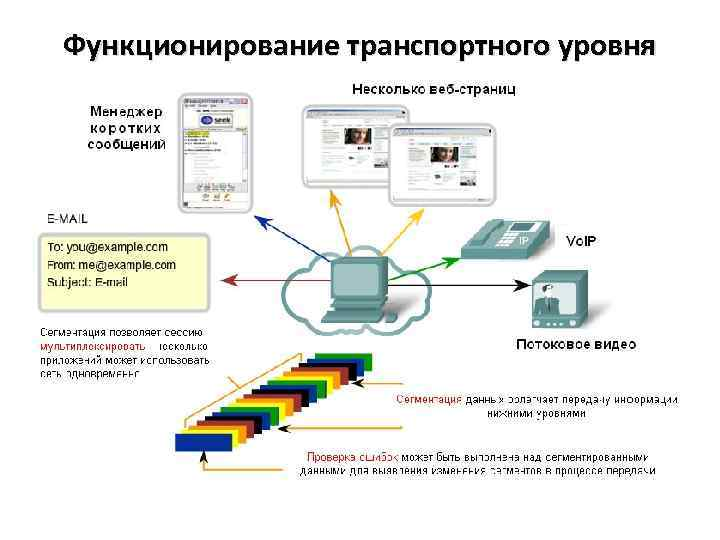 Функционирование транспортного уровня
Несколько веб-страниц
Менеджер
коротких
сообщений
seek
E-MAIL
To: you@example.com
From: me@example.com
Subject: E-mail
IP
VoIP
Потоковое видео
Сегментация позволяет сессию
мультиплексировать
приложений может использовать
сеть одновременно
Сегментация данных облегчает передачу информации
нижними уровнями
Проверка ошибок может быть выполнена над сегментированными
данными для выявления изменения сегментов в процессе передачи